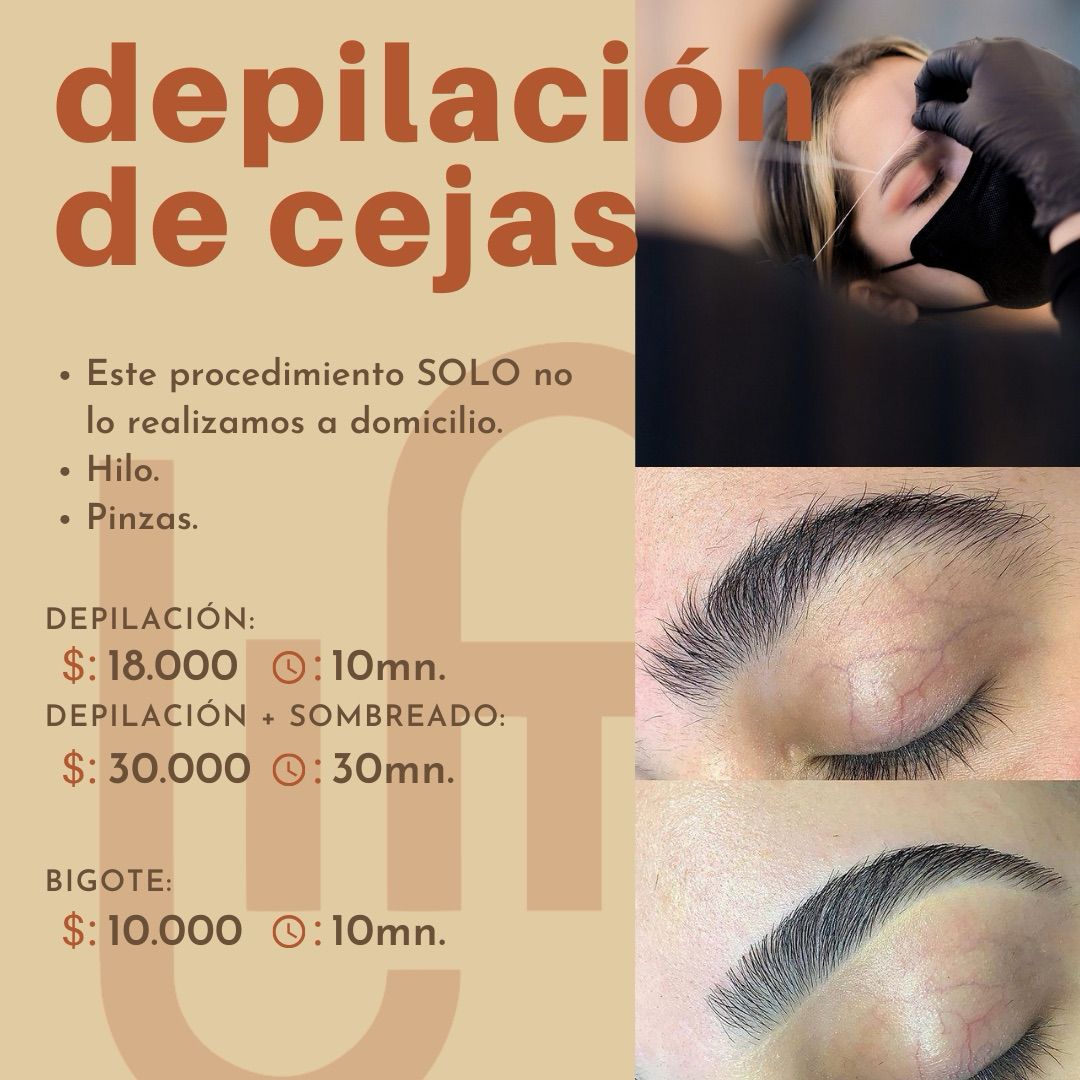 depilación
de cejas
• Este procedimiento SOLO no
lo realizamos a domicilio.
• Hilo.
• Pinzas.
DEPILACIÓN:
$: 18.000 : 10mn.
DEPILACIÓN + SOMBREADO:
$: 30.000 : 30mn.
BIGOTE:
$: 10.000 : 10mn.